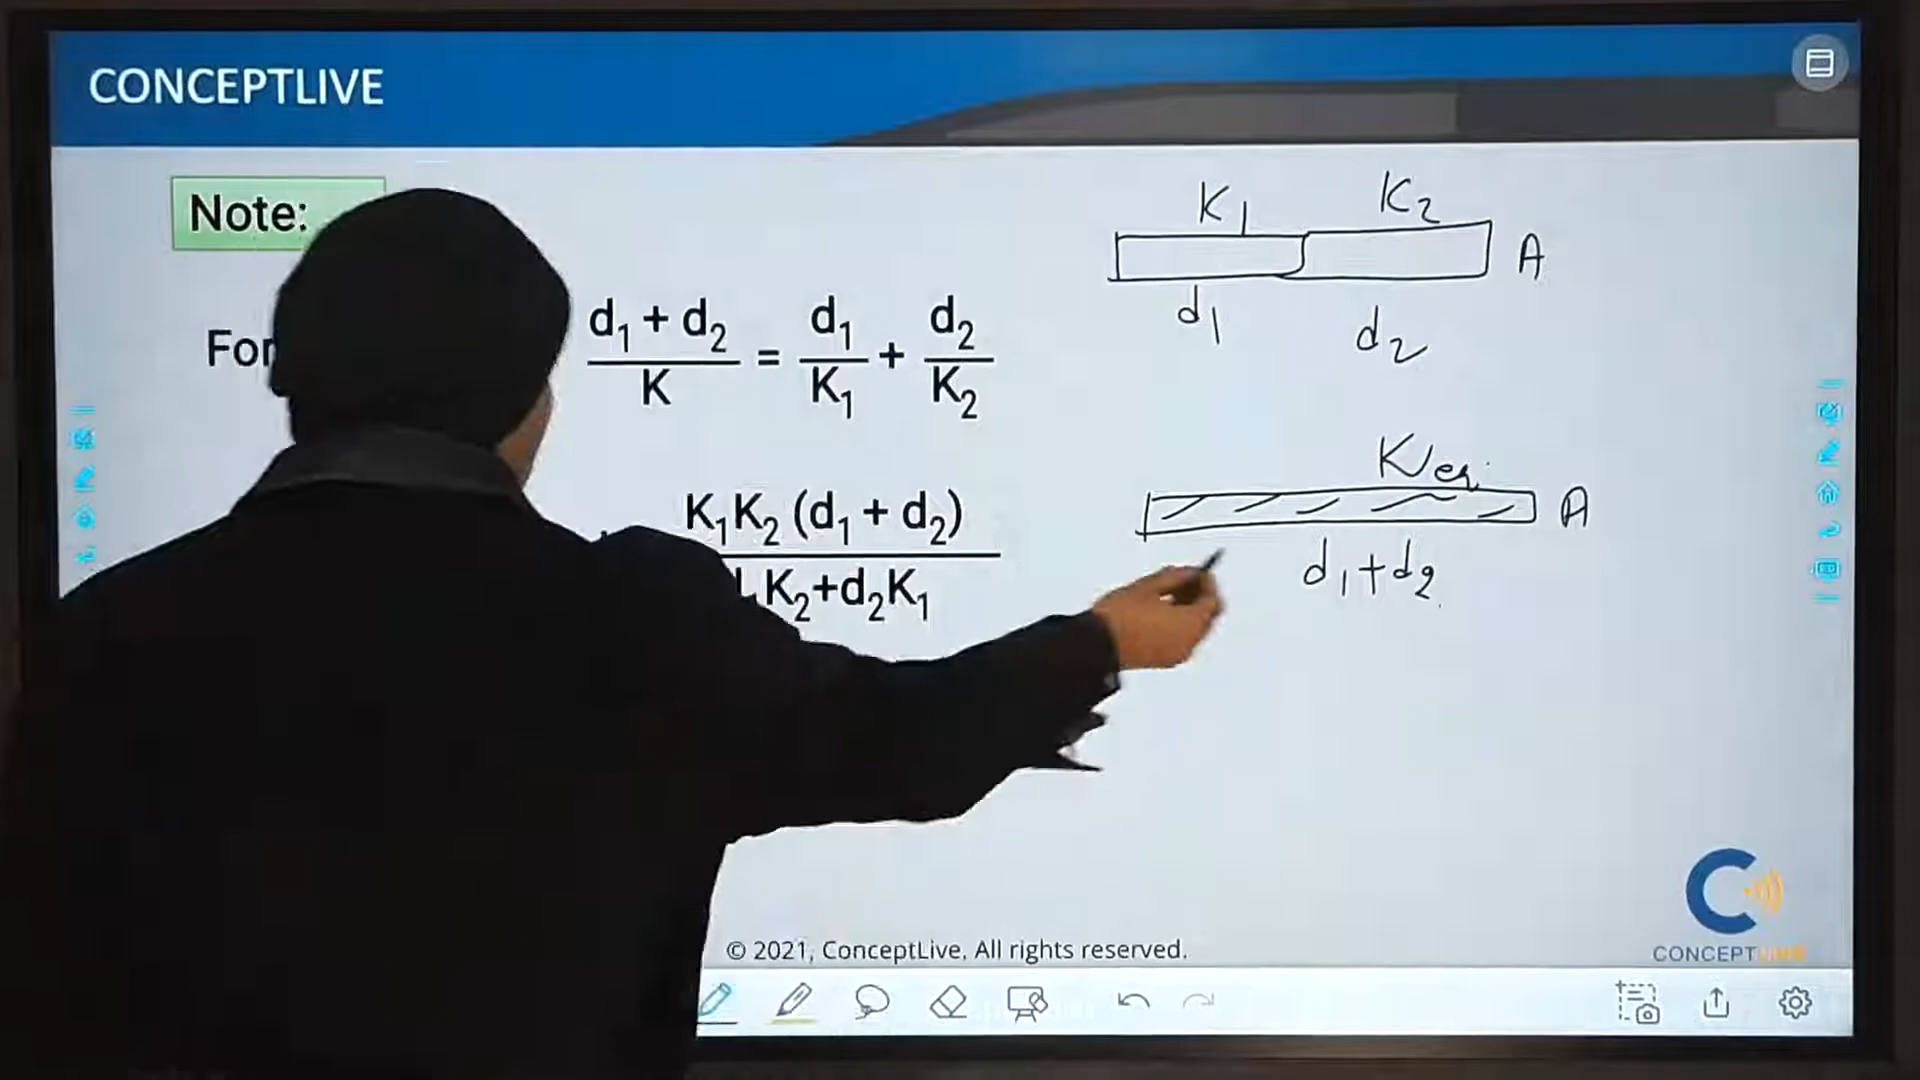 CONCEPTLIVE
Note:
For
d₁ + d₂ / K = d₁ / K₁ + d₂ / K₂
K₁K₂ (d₁ + d₂)
K₂+d₂K₁
K₁ K₂
A
d₁ d₂
Keq.
A
d₁+d₂
© 2021, ConceptLive, All rights reserved.
CONCEPTLIVE